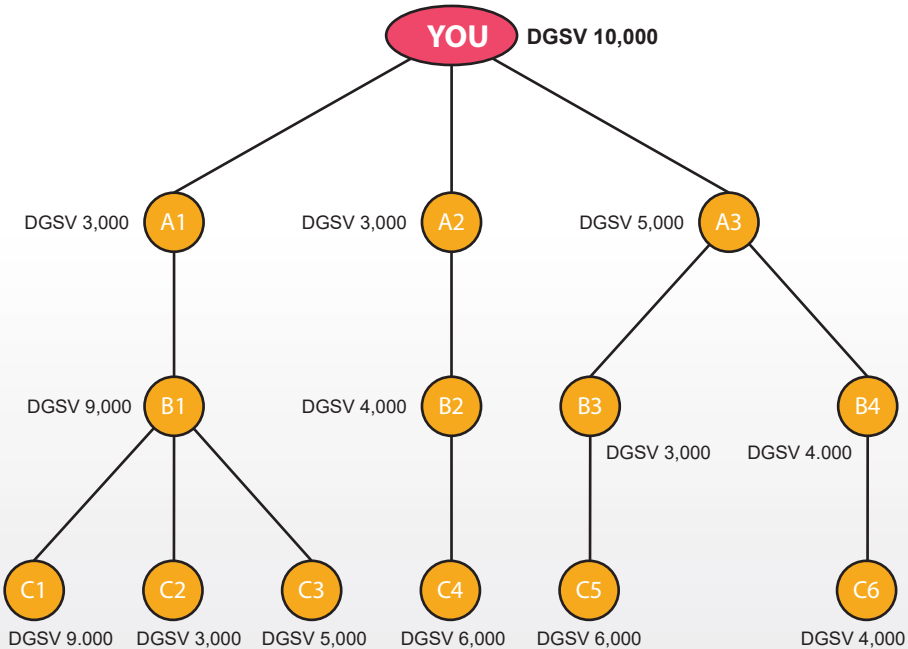 YOU DGSV 10,000
DGSV 3,000 A1 DGSV 3,000 A2 DGSV 5,000 A3
DGSV 9,000 B1 DGSV 4,000 B2 B3 B4
DGSV 3,000 DGSV 4.000
C1 C2 C3 C4 C5 C6
DGSV 9.000 DGSV 3,000 DGSV 5,000 DGSV 6,000 DGSV 6,000 DGSV 4,000